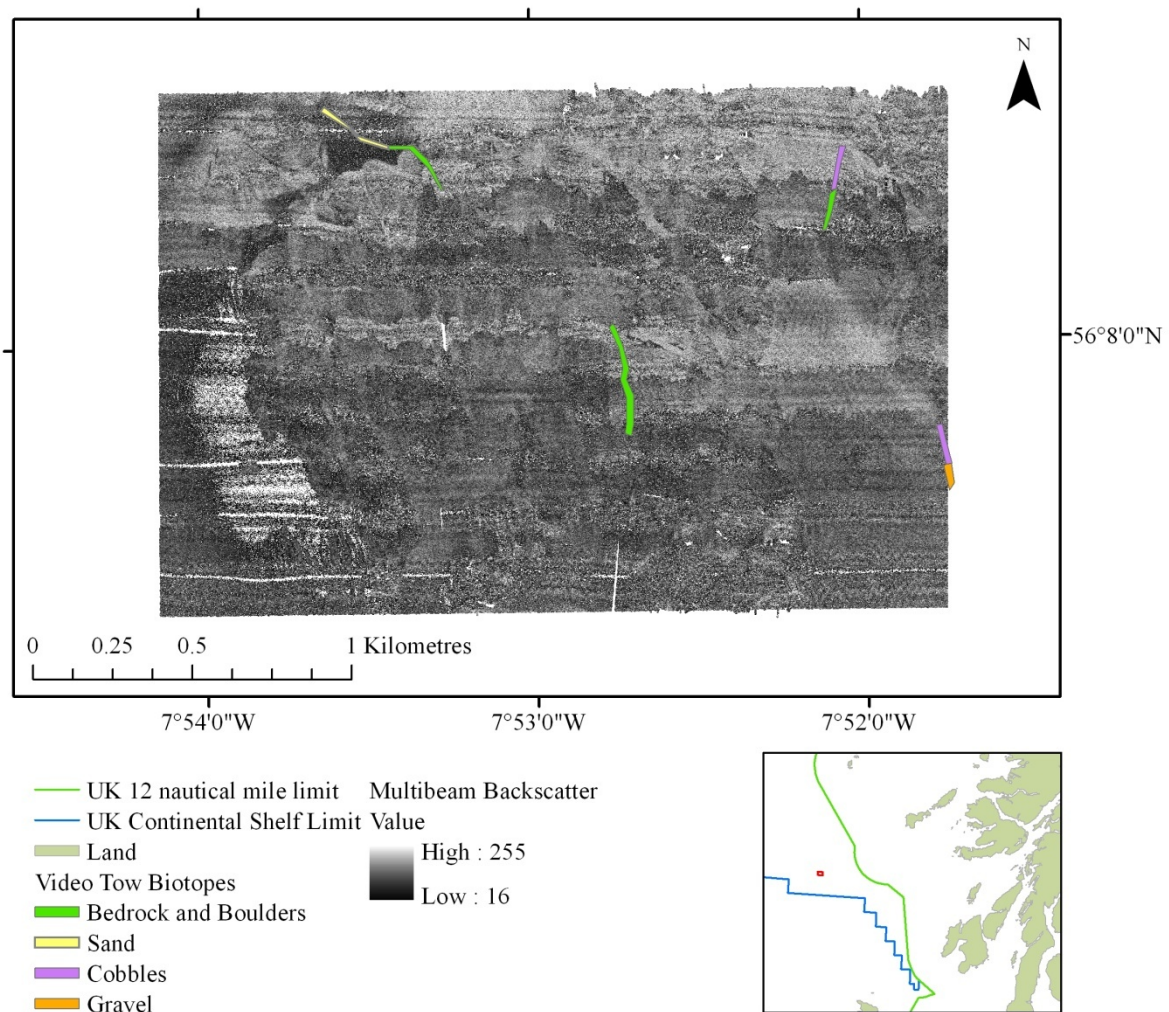 N
56°8'0"N
0 0.25 0.5 1 Kilometres
7°54'0"W 7°53'0"W 7°52'0"W
UK 12 nautical mile limit
UK Continental Shelf Limit
Land
Video Tow Biotopes
Bedrock and Boulders
Sand
Cobbles
Gravel
Multibeam Backscatter
Value
High : 255
Low : 16